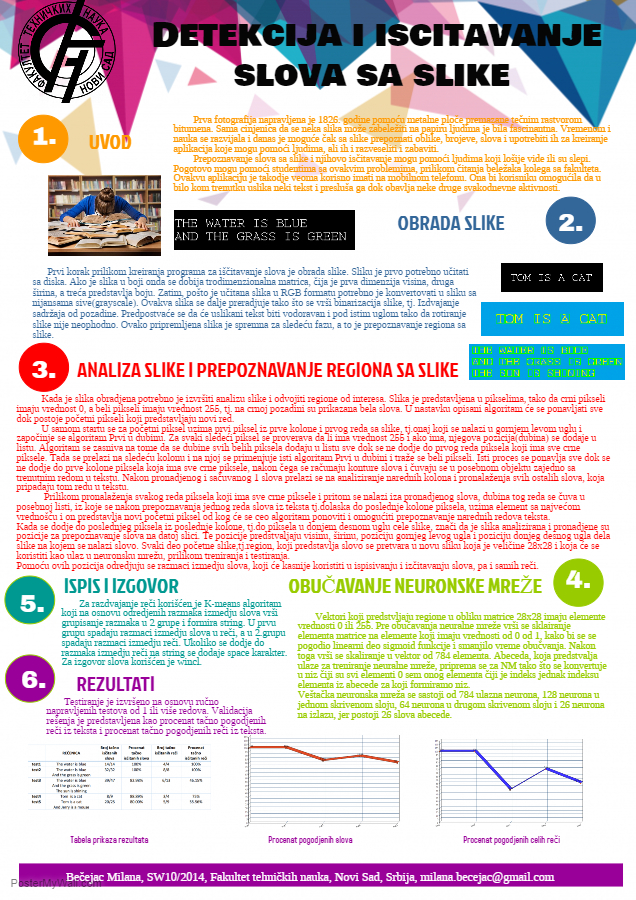 ФАКУЛТЕТ ТЕХНИЧКИХ НАУКА
НОВИ САД
DETEKCIJA I ISCITAVANJE
SLOVA SA SLIKE
1.
UVOD
Prva fotografija napravljena je 1826. godine pomoću metalne ploče premazane tečnim rastvorom
bitumena. Sama činjenica da se neka slika može zabeležiti na papiru ljudima je bila fascinantna. Vremenom i
nauka se razvijala i danas je moguće čak sa slike prepoznati oblike, brojeve, slova i upotrebiti ih za kreiranje
aplikacija koje mogu pomoći ljudima, ali ih i razveseliti i zabaviti.
Prepoznavanje slova sa slike i njihovo isčitavanje mogu pomoći ljudima koji lošije vide ili su slepi.
Pogotovo mogu pomoći studentima sa ovakvim problemima, prilikom čitanja beležaka kolega sa fakulteta.
Ovakvu aplikaciju je takodje veoma korisno imati na mobilnom telefonu. Ona bi korisniku omogućila da u
bilo kom trenutku uslika neki tekst i presluša ga dok obavlja neke druge svakodnevne aktivnosti.
THE WATER IS BLUE
AND THE GRASS IS GREEN
OBRADA SLIKE
2.
Prvi korak prilikom kreiranja programa za iščitavanje slova je obrada slike. Sliku je prvo potrebno učitati
sa diska. Ako je slika u boji onda se dobija trodimenzionalna matrica, čija je prva dimenzija visina, druga
širina, a treća predstavlja boju. Zatim, pošto je učitana slika u RGB formatu potrebno je konvertovati u sliku sa
nijansama sive(grayscale). Ovakva slika se dalje preradjuje tako što se vrši binarizacija slike, tj. Izdvajanje
sadržaja od pozadine. Predpostvaće se da će uslikani tekst biti vodoravan i pod istim uglom tako da rotiranje
slike nije neophodno. Ovako pripremljena slika je spremna za sledeću fazu, a to je prepoznavanje regiona sa
slike.
TOM IS A CAT
TOM IS A CAT
THE WATER IS BLUE
AND THE GRASS IS GREEN
THE SUN IS SHINING
3.
ANALIZA SLIKE I PREPOZNAVANJE REGIONA SA SLIKE
Kada je slika obradjena potrebno je izvršiti analizu slike i odvojiti regione od interesa. Slika je predstavljena u pikselima, tako da crni pikseli
imaju vrednost 0, a beli pikseli imaju vrednost 255, tj. na crnoj pozadini su prikazana bela slova. U nastavku opisani algoritam će se ponavljati sve
dok postoje početni pikseli koji predstavljaju novi red.
U samom startu se za početni piksel uzima prvi piksel iz prve kolone i prvog reda sa slike, tj.onaj koji se nalazi u gornjem levom uglu i
započinje se algoritam Prvi u dubinu. Za svaki sledeći piksel se proverava da li ima vrednost 255 i ako ima, njegova pozicija(dubina) se dodaje u
listu. Algoritam se zasniva na tome da se dubine svih belih piksela dodaju u listu sve dok se ne dodje do prvog reda piksela koji ima sve crne
piksele. Tada se prelazi na sledeću kolonu i na njoj se primenjuje isti algoritam Prvi u dubinu i traže se beli pikseli. Isti proces se ponavlja sve dok se
ne dodje do prve kolone piksela koja ima sve crne piksele, nakon čega se računaju konture slova i čuvaju se u posebnom objektu zajedno sa
trenutnim redom u tekstu. Nakon pronadjenog i sačuvanog 1 slova prelazi se na analiziranje narednih kolona i pronalaženja svih ostalih slova, koja
pripadaju tom redu u tekstu.
Prilikom pronalaženja svakog reda piksela koji ima sve crne piksele i pritom se nalazi iza pronadjenog slova, dubina tog reda se čuva u
posebnoj listi, iz koje se nakon prepoznavanja jednog reda slova iz teksta tj.dolaska do poslednje kolone piksela, uzima element sa najvećom
vrednošću i on predstavlja novi početni piksel od kog će se ceo algoritam ponoviti i omogućiti prepoznavanje narednih redova teksta.
Kada se dodje do poslednjeg piksela iz poslednje kolone, tj.do piksela u donjem desnom uglu cele slike, znači da je slika analizirana i pronadjene su
pozicije za prepoznavanje slova na datoj slici. Te pozicije predstvaljaju visinu, širinu, poziciju gornjeg levog ugla i poziciju donjeg desnog ugla dela
slike na kojem se nalazi slovo. Svaki deo početne slike,tj.region, koji predstavlja slovo se pretvara u novu sliku koja je veličine 28x28 i koja će se
koristiti kao ulaz u neuronsku mrežu, prilikom treniranja i testiranja.
Pomoću ovih pozicija odredjuju se razmaci izmedju slova, koji će kasnije koristiti u ispisivanju i izčitavanju slova, pa i samih reči.
5.
ISPIS I IZGOVOR
Za razdvajanje reči korišćen je K-means algoritam
koji na osnovu odredjenih razmaka izmedju slova vrši
grupisanje razmaka u 2 grupe i formira string. U prvu
grupu spadaju razmaci izmedju slova u reči, a u 2.grupu
spadaju razmaci izmedju reči. Ukoliko se dodje do
razmaka izmedju reči na string se dodaje space karakter.
Za izgovor slova korišćen je wincl.
OBUČAVANJE NEURONSKE MREŽE
4.
Vektori koji predstvljaju regione u obliku matrice 28x28 imaju elemente
vrednosti 0 ili 255. Pre obučavanja neuralne mreže vrši se skaliranje
elementa matrice na elemente koji imaju vrednosti od 0 od 1, kako bi se se
pogodio linearni deo sigmoid funkcije i smanjilo vreme obučavanja. Nakon
toga vrši se skaliranje u vektor od 784 elementa. Abeceda, koja predstavlja
ulaze za treniranje neuralne mreže, priprema se za NM tako što se konvertuje
u niz čiji su svi elementi 0 sem onog elementa čiji je indeks jednak indeksu
elementa iz abecede za koji formiramo niz.
Veštačka neuronska mreža se sastoji od 784 ulazna neurona, 128 neurona u
jednom skrivenom sloju, 64 neurona u drugom skrivenom sloju i 26 neurona
na izlazu, jer postoji 26 slova abecede.
6.
REZULTATI
Testiranje je izvršeno na osnovu ručno
napravljenih testova od 1 ili više redova. Validacija
rešenja je predstavljena kao procenat tačno pogodjenih
reči iz teksta i procenat tačno pogodjenih reči iz teksta.
REČENICA Broj tačno isčitanih slova Procenat tačno isčitanih slova Broj tačno isčitanih reči Procenat tačno isčitanih reči
test1 The water is blue 14/14 100% 4/4 100%
test2 The water is blue 32/32 100% 8/8 100%
And the grass is green
test3 The water is blue
And the grass is green
The sun is shining
test4 Tom is a cat 8/9 3/4 75%
test5 Tom is a cat
And Jerry is a mouse
Tabela prikaza rezultata
Procenat pogodjenih slova
Procenat pogodjenih celih reči
Bečejac Milana, SW10/2014, Fakultet tehničkih nauka, Novi Sad, Srbija, milana.becejac@gmail.com
PosterMyWall.com